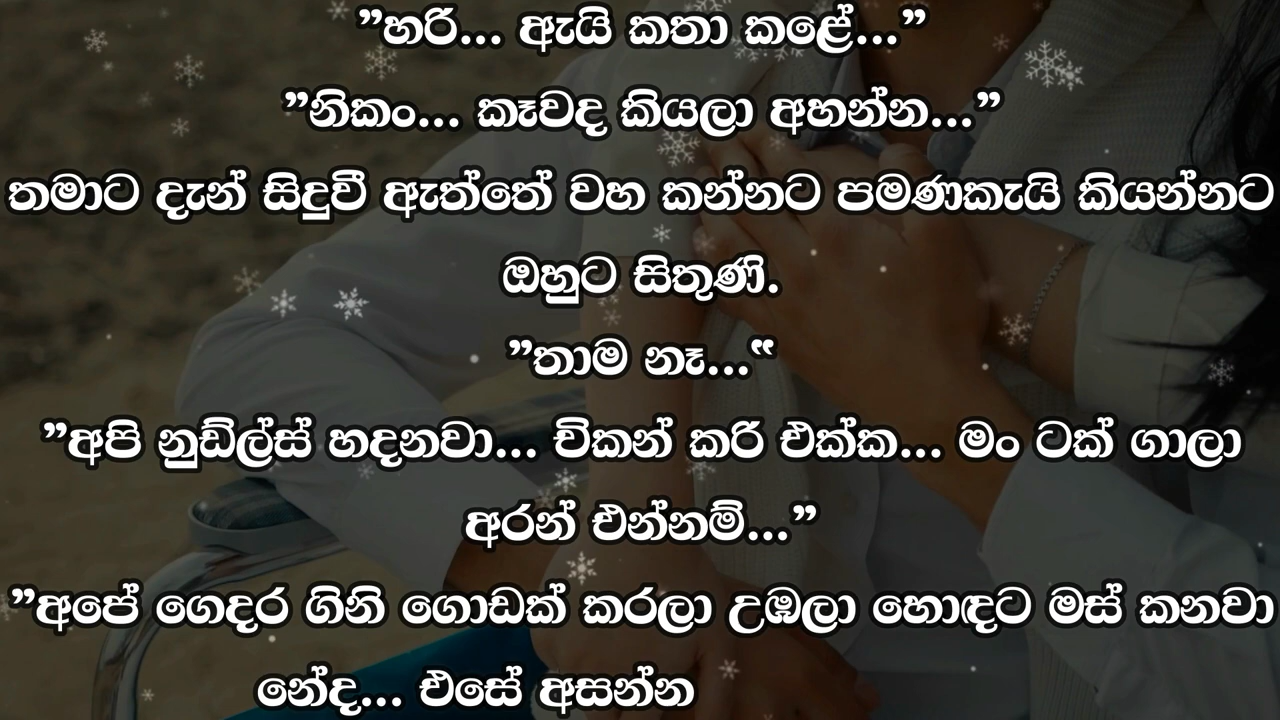 ”හරි... ඇයි කතා කළේ...”
”නිකං... කෑවද කියලා අහන්න...”
තමාට දැන් සිදුවී ඇත්තේ වහ කන්නට පමණකැයි කියන්නට
ඔහුට සිතුණි.
”තාම නෑ...“
”අපි නුඩ්ල්ස් හදනවා... චිකන් කරි එක්ක... මං ටක් ගාලා
අරන් එන්නම්...”
”අපේ ගෙදර ගිනි ගොඩක් කරලා උඹලා හොඳට මස් කනවා
නේද... එසේ අසන්න